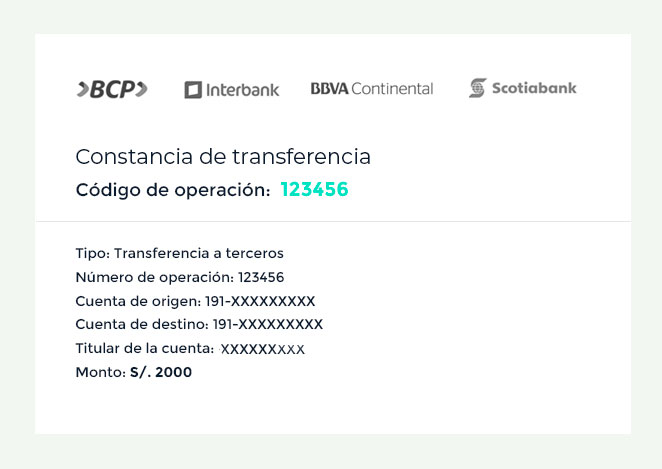 BCP Interbank BBVA Continental Scotiabank
Constancia de transferencia
Código de operación: 123456
Tipo: Transferencia a terceros
Número de operación: 123456
Cuenta de origen: 191-XXXXXXXXX
Cuenta de destino: 191-XXXXXXXXX
Titular de la cuenta: XXXXXXXXX
Monto: S/. 2000